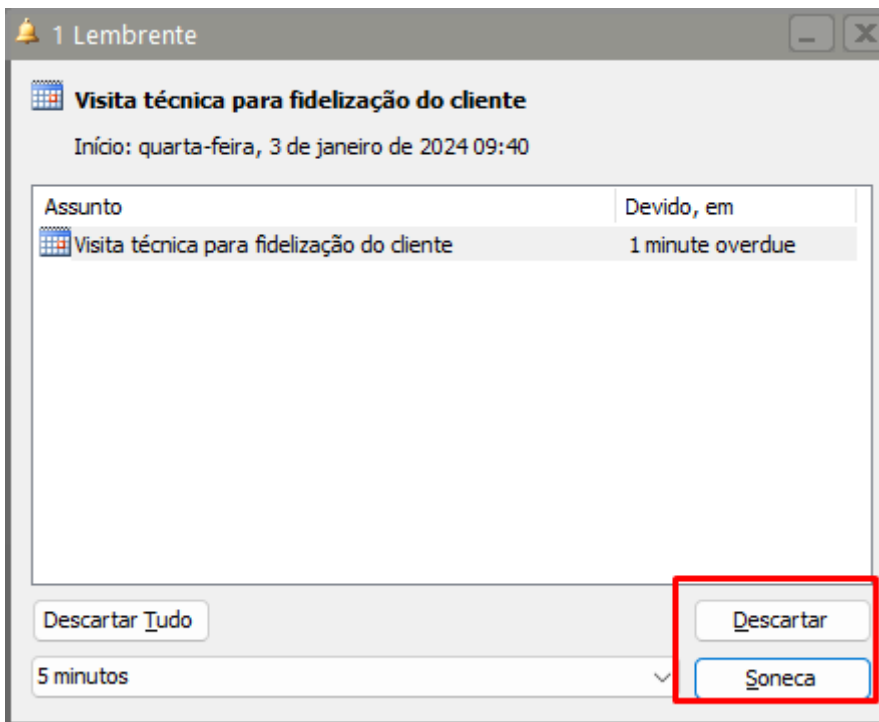 1 Lembrente
Visita técnica para fidelização do cliente
Início: quarta-feira, 3 de janeiro de 2024 09:40
Assunto Devido, em
Visita técnica para fidelização do cliente 1 minute overdue
Descartar Tudo Descartar
5 minutos Soneca